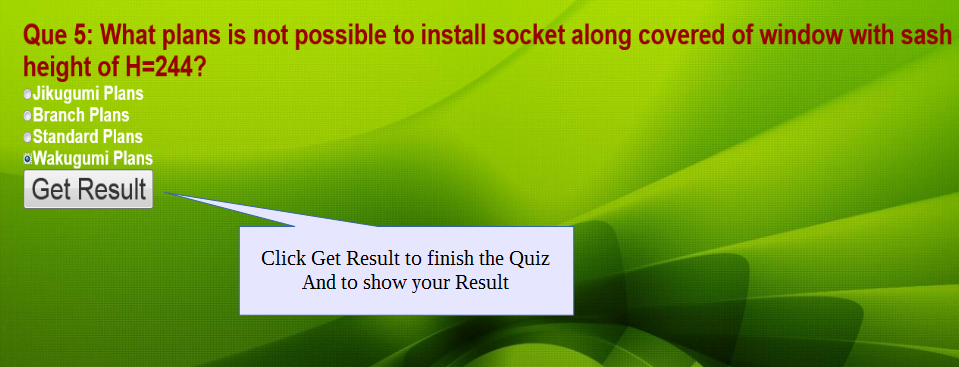 Que 5: What plans is not possible to install socket along covered of window with sash
height of H=244?
Jikugumi Plans
Branch Plans
Standard Plans
Wakugumi Plans
Get Result
Click Get Result to finish the Quiz
And to show your Result